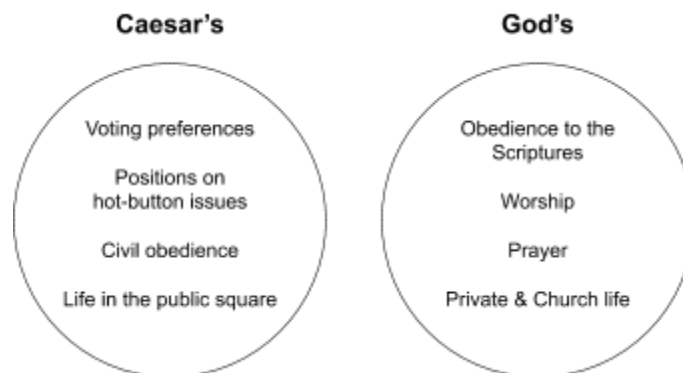 Caesar's
Voting preferences
Positions on
hot-button issues
Civil obedience
Life in the public square
God's
Obedience to the
Scriptures
Worship
Prayer
Private & Church life